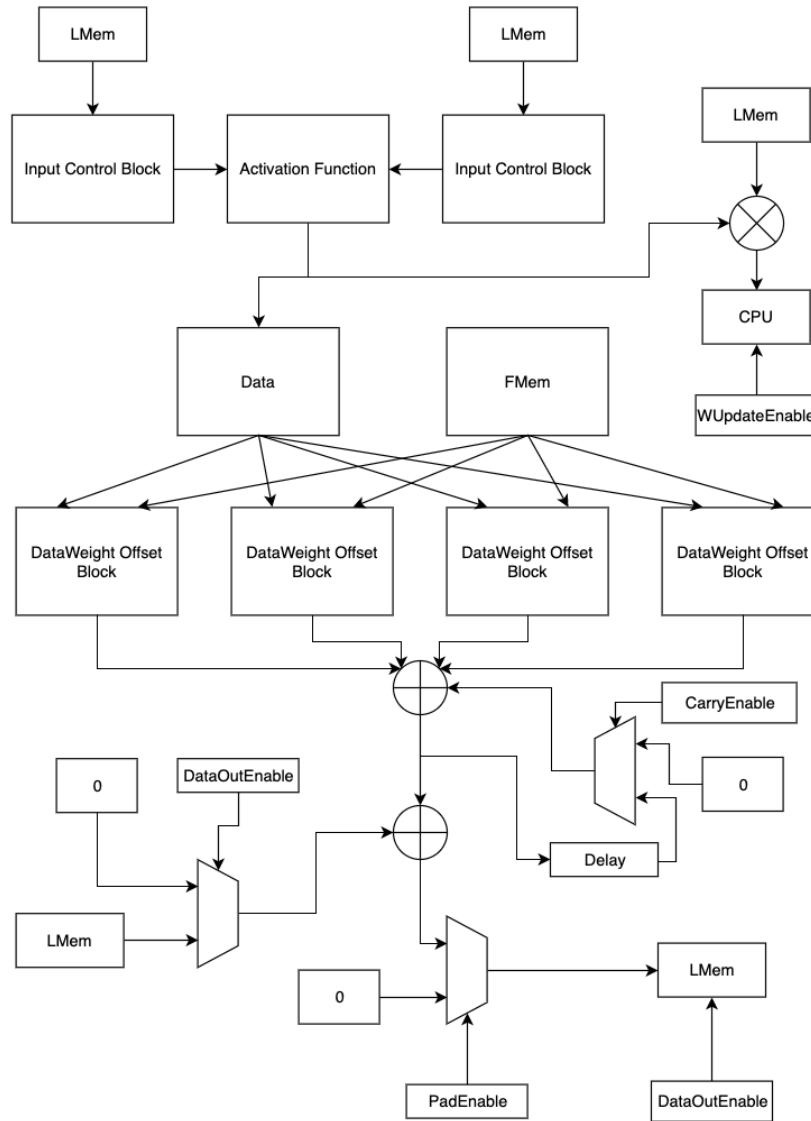 LMem
LMem
LMem
Input Control Block
Activation Function
Input Control Block
CPU
Data
FMem
WUpdateEnable
DataWeight Offset
Block
DataWeight Offset
Block
DataWeight Offset
Block
DataWeight Offset
Block
CarryEnable
DataOutEnable
0
0
Delay
LMem
LMem
0
PadEnable
DataOutEnable